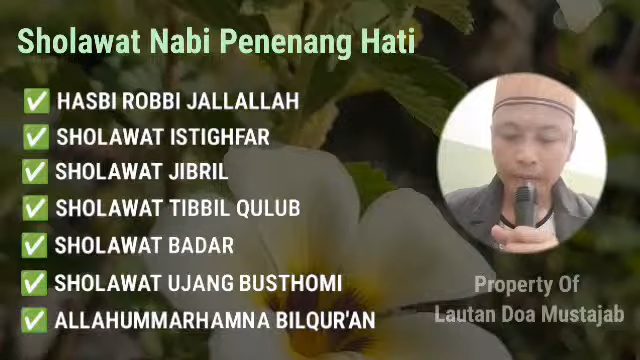 Sholawat Nabi Penenang Hati
✅ HASBI ROBBI JALLALLAH
✅ SHOLAWAT ISTIGHFAR
✅ SHOLAWAT JIBRIL
✅ SHOLAWAT TIBBIL QULUB
✅ SHOLAWAT BADAR
✅ SHOLAWAT UJANG BUSTHOMI
✅ ALLAHUMMARHAMNA BILQUR'AN
Property Of
Lautan Doa Mustajab